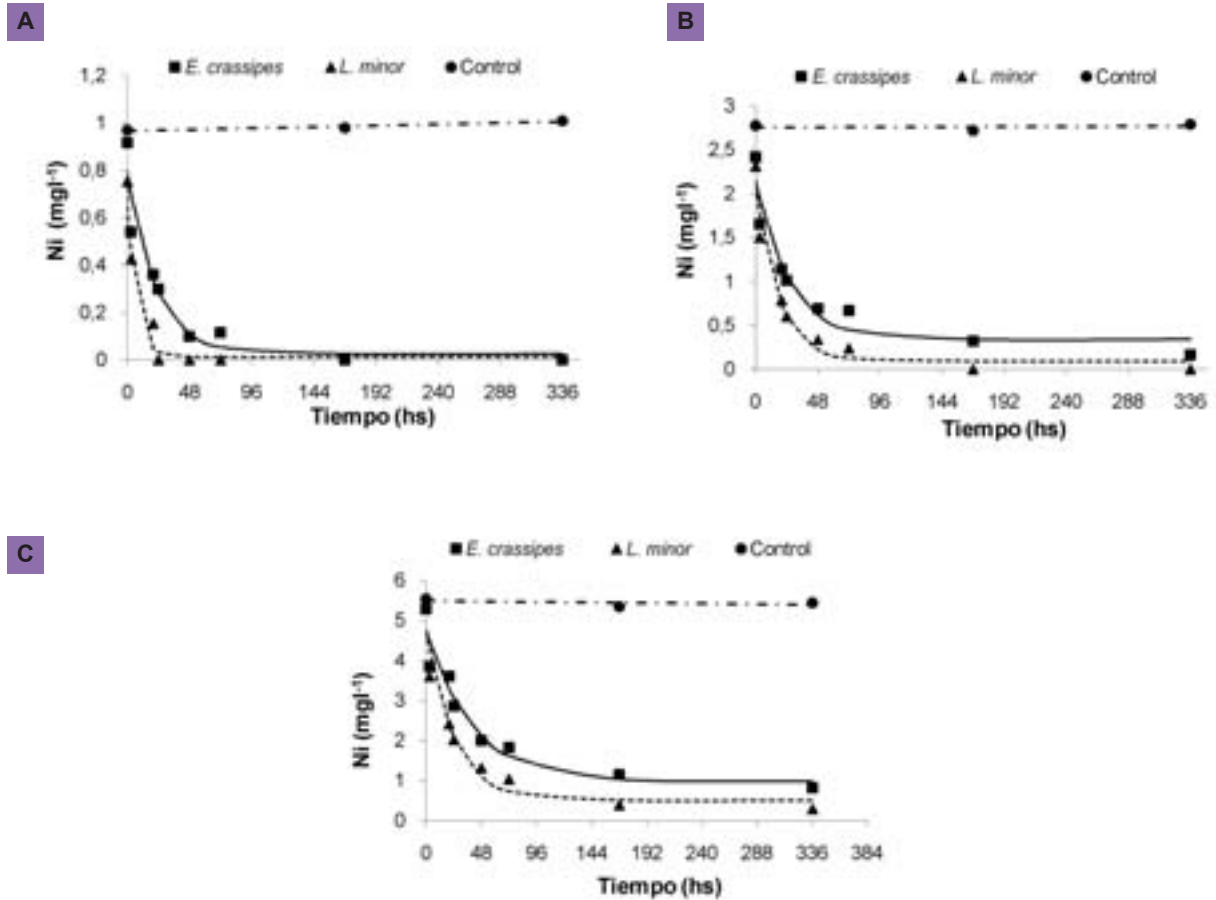 A
E. crassipes L. minor Control
1,2
1
0,8
0,6
0,4
0,2
0
Ni (mgl⁻¹)
0 48 96 144 192 240 288 336
Tiempo (hs)
B
E. crassipes L. minor Control
3
2,5
2
1,5
1
0,5
0
Ni (mgl⁻¹)
0 48 96 144 192 240 288 336
Tiempo (hs)
C
E. crassipes L. minor Control
6
5
4
3
2
1
0
Ni (mgl⁻¹)
0 48 96 144 192 240 288 336 384
Tiempo (hs)